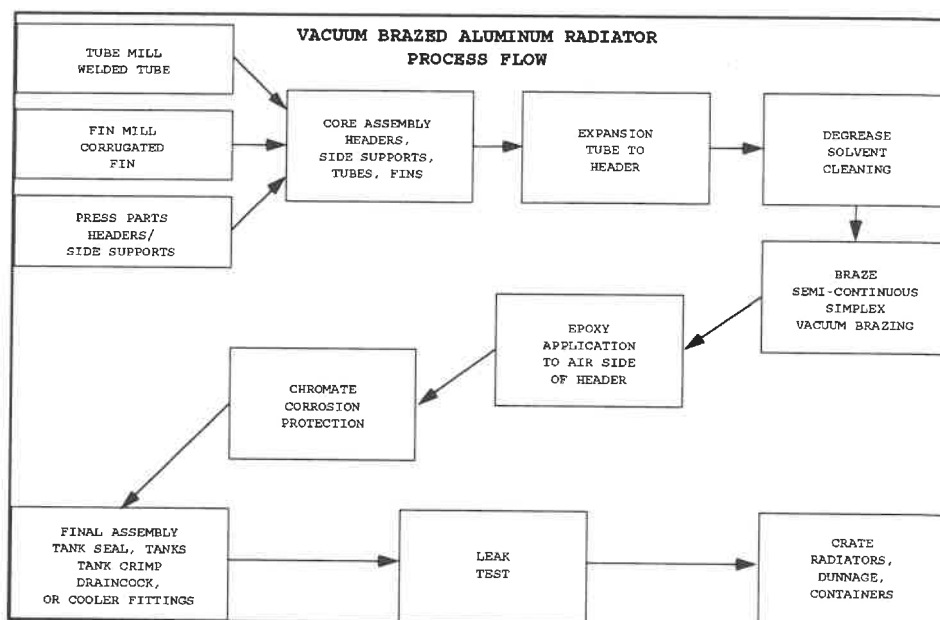 VACUUM BRAZED ALUMINUM RADIATOR
PROCESS FLOW
TUBE MILL
WELDED TUBE
FIN MILL
CORRUGATED
FIN
PRESS PARTS
HEADERS/
SIDE SUPPORTS
CORE ASSEMBLY
HEADERS,
SIDE SUPPORTS,
TUBES, FINS
EXPANSION
TUBE TO
HEADER
DEGREASE
SOLVENT
CLEANING
BRAZE
SEMI-CONTINUOUS
SIMPLEX
VACUUM BRAZING
EPOXY
APPLICATION
TO AIR SIDE
OF HEADER
CHROMATE
CORROSION
PROTECTION
FINAL ASSEMBLY
TANK SEAL, TANKS
TANK CRIMP
DRAINCOCK,
OR COOLER FITTINGS
LEAK
TEST
CRATE
RADIATORS,
DUNNAGE,
CONTAINERS